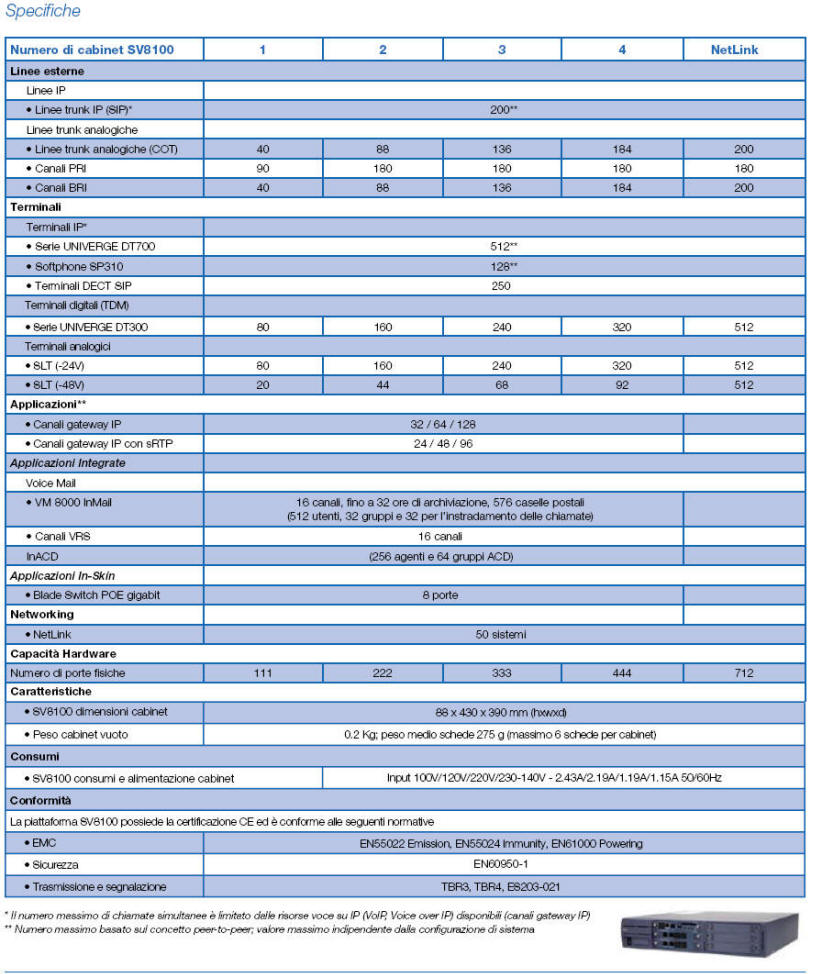 Specifiche
Numero di cabinet SV8100 1 2 3 4 NetLink
Linee esterne
Linee IP
• Linee trunk IP (SIP)* 200**
Linee trunk analogiche
• Linee trunk analogiche (COT) 40 88 136 184 200
• Canali PRI 90 180 180 180 180
• Canali BRI 40 88 136 184 200
Terminali
Terminali IP*
• Serie UNIVERGE DT700 512**
• Softphone SP310 128**
• Terminali DECT SIP 250
Terminali digitali (TDM)
• Serie UNIVERGE DT300 80 160 240 320 512
Terminali analogici
• SLT (-24V) 80 160 240 320 512
• SLT (-48V) 20 44 68 92 512
Applicazioni**
• Canali gateway IP 32 / 64 / 128
• Canali gateway IP con sRTP 24 / 48 / 96
Applicazioni Integrate
Voice Mail
• VM 8000 InMail 16 canali, fino a 32 ore di archiviazione, 576 caselle postali
(512 utenti, 32 gruppi e 32 per l'instradamento delle chiamate)
• Canali VRS 16 canali
InACD (256 agenti e 64 gruppi ACD)
Applicazioni In-Skin
• Blade Switch POE gigabit 8 porte
Networking
• NetLink 50 sistemi
Capacità Hardware
Numero di porte fisiche 111 222 333 444 712
Caratteristiche
• SV8100 dimensioni cabinet 88 x 430 x 390 mm (hxwxd)
• Peso cabinet vuoto 0.2 Kg; peso medio schede 275 g (massimo 6 schede per cabinet)
Consumi
• SV8100 consumi e alimentazione cabinet Input 100V/120V/220V/230-140V - 2.43A/2.19A/1.19A/1.15A 50/60Hz
Conformità
La piattaforma SV8100 possiede la certificazione CE ed è conforme alle seguenti normative
• EMC EN55022 Emission, EN55024 Immunity, EN61000 Powering
• Sicurezza EN60950-1
• Trasmissione e segnalazione TBR3, TBR4, ES203-021
* Il numero massimo di chiamate simultanee è limitato dalle risorse voce su IP (VoIP, Voice over IP) disponibili (canali gateway IP)
** Numero massimo basato sul concetto peer-to-peer; valore massimo indipendente dalla configurazione di sistema